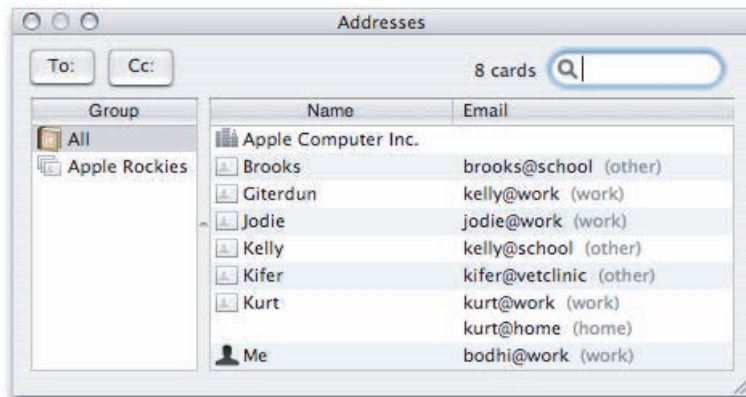 Addresses
To: Cc: 8 cards
Group Name Email
All Apple Computer Inc.
Apple Rockies Brooks brooks@school (other)
Giterdun kelly@work (work)
Jodie jodie@work (work)
Kelly kelly@school (other)
Kifer kifer@vetclinic (other)
Kurt kurt@work (work)
kurt@home (home)
Me bodhi@work (work)